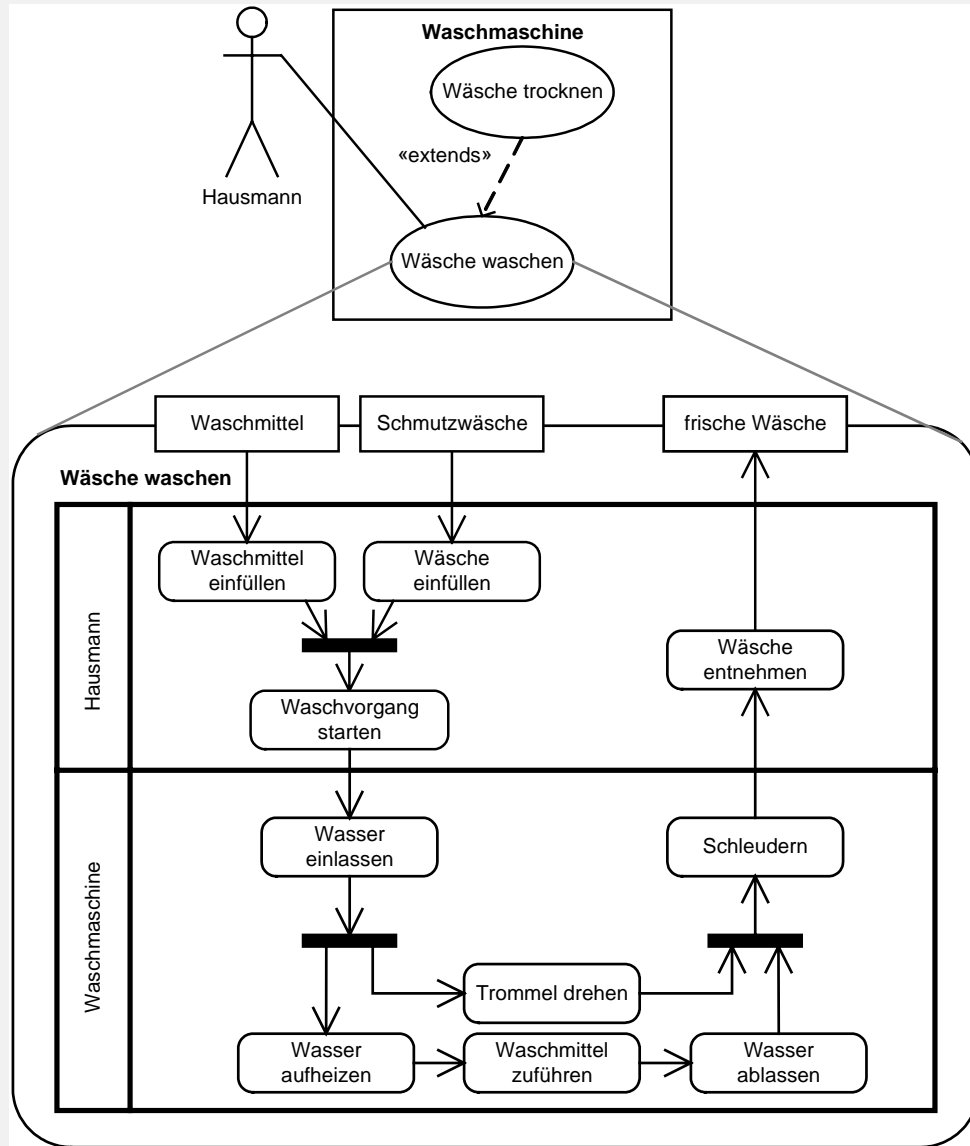 Waschmaschine
Wäsche trocknen
«extends»
Hausmann
Wäsche waschen
Waschmittel
Schmutzwäsche
frische Wäsche
Wäsche waschen
Hausmann
Waschmittel
einfüllen
Wäsche
einfüllen
Waschvorgang
starten
Wäsche
entnehmen
Waschmaschine
Wasser
einlassen
Schleudern
Trommel drehen
Wasser
aufheizen
Waschmittel
zuführen
Wasser
ablassen